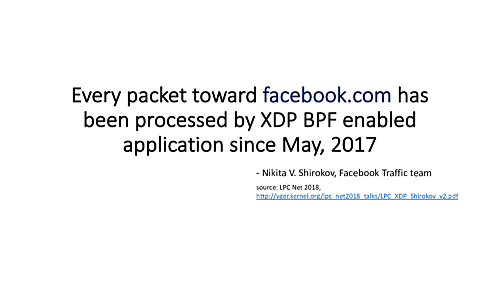 Every packet toward facebook.com has
been processed by XDP BPF enabled
application since May, 2017
- Nikita V. Shirokov, Facebook Traffic team
source: LPC Net 2018,
http://vger.kernel.org/lpc_net2018_talks/LPC_XDP_Shirokov_v2.pdf